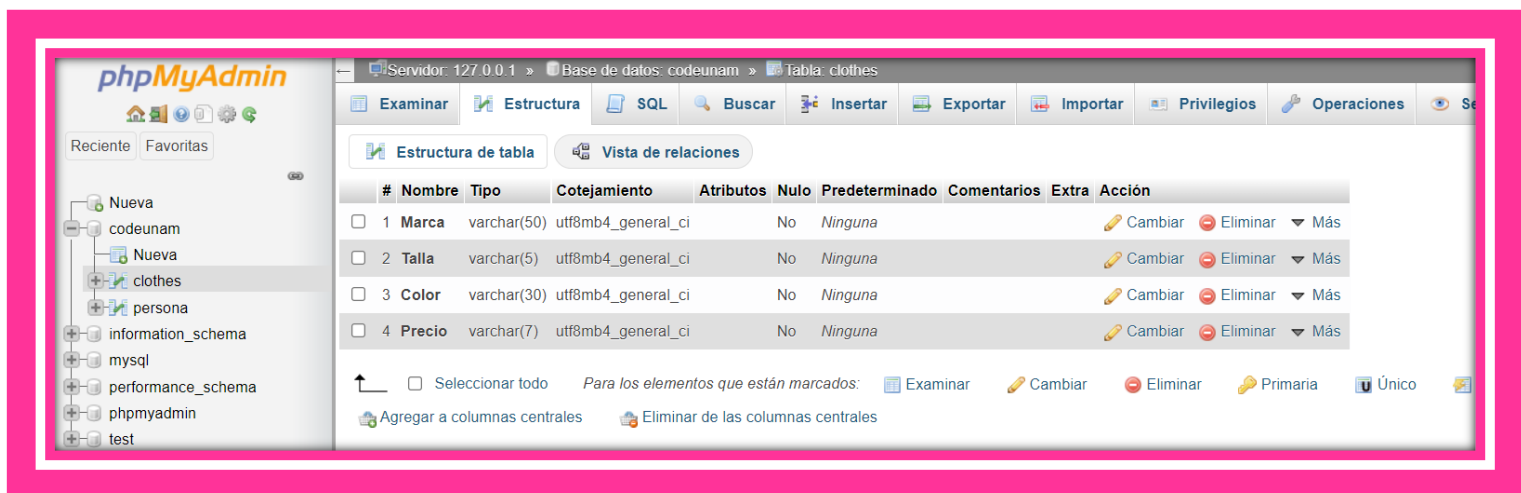 phpMyAdmin
Reciente Favoritas
Nueva
codeunam
Nueva
clothes
persona
information_schema
mysql
performance_schema
phpmyadmin
test
Servidor: 127.0.0.1 » Base de datos: codeunam » Tabla: clothes
Examinar Estructura SQL Buscar Insertar Exportar Importar Privilegios Operaciones Se
Estructura de tabla Vista de relaciones
# Nombre Tipo Cotejamiento Atributos Nulo Predeterminado Comentarios Extra Acción
1 Marca varchar(50) utf8mb4_general_ci No Ninguna Cambiar Eliminar Más
2 Talla varchar(5) utf8mb4_general_ci No Ninguna Cambiar Eliminar Más
3 Color varchar(30) utf8mb4_general_ci No Ninguna Cambiar Eliminar Más
4 Precio varchar(7) utf8mb4_general_ci No Ninguna Cambiar Eliminar Más
Seleccionar todo Para los elementos que están marcados: Examinar Cambiar Eliminar Primaria Único
Agregar a columnas centrales Eliminar de las columnas centrales